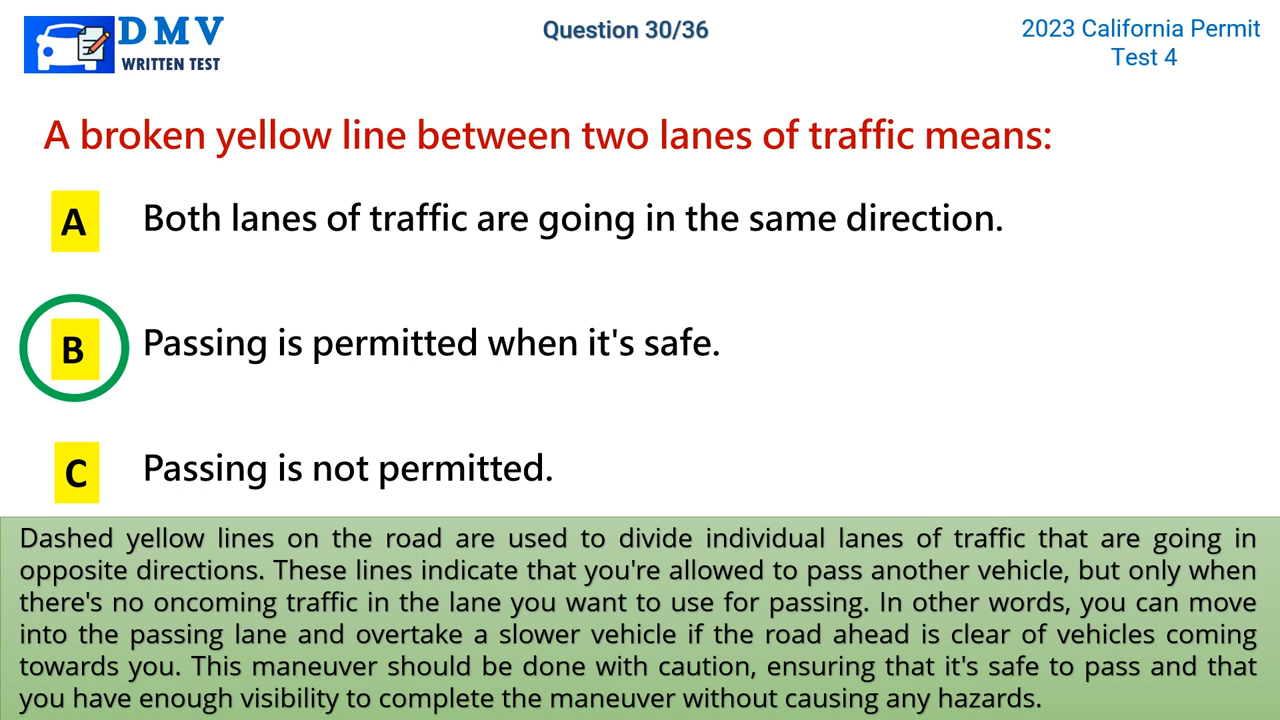 DMV
WRITTEN TEST
Question 30/36
2023 California Permit
Test 4
A broken yellow line between two lanes of traffic means:
A Both lanes of traffic are going in the same direction.
B Passing is permitted when it's safe.
C Passing is not permitted.
Dashed yellow lines on the road are used to divide individual lanes of traffic that are going in
opposite directions. These lines indicate that you're allowed to pass another vehicle, but only when
there's no oncoming traffic in the lane you want to use for passing. In other words, you can move
into the passing lane and overtake a slower vehicle if the road ahead is clear of vehicles coming
towards you. This maneuver should be done with caution, ensuring that it's safe to pass and that
you have enough visibility to complete the maneuver without causing any hazards.